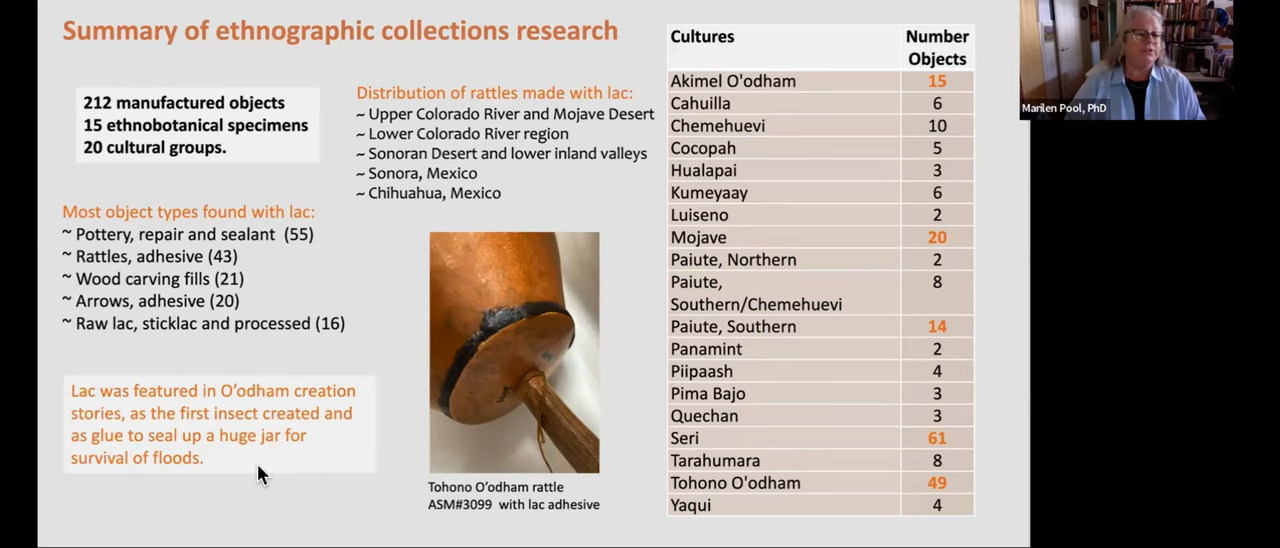 Summary of ethnographic collections research
212 manufactured objects
15 ethnobotanical specimens
20 cultural groups.
Distribution of rattles made with lac:
~ Upper Colorado River and Mojave Desert
~ Lower Colorado River region
~ Sonoran Desert and lower inland valleys
~ Sonora, Mexico
~ Chihuahua, Mexico
Most object types found with lac:
~ Pottery, repair and sealant (55)
~ Rattles, adhesive (43)
~ Wood carving fills (21)
~ Arrows, adhesive (20)
~ Raw lac, sticklac and processed (16)
Lac was featured in O’odham creation
stories, as the first insect created and
as glue to seal up a huge jar for
survival of floods.
Tohono O’odham rattle
ASM#3099 with lac adhesive
Cultures Number
Objects
Akimel O'odham 15
Cahuilla 6
Chemehuevi 10
Cocopah 5
Hualapai 3
Kumeyaay 6
Luiseno 2
Mojave 20
Paiute, Northern 2
Paiute, 8
Southern/Chemehuevi
Paiute, Southern 14
Panamint 2
Piipaash 4
Pima Bajo 3
Quechan 3
Seri 61
Tarahumara 8
Tohono O'odham 49
Yaqui 4
Marilen Pool, PhD